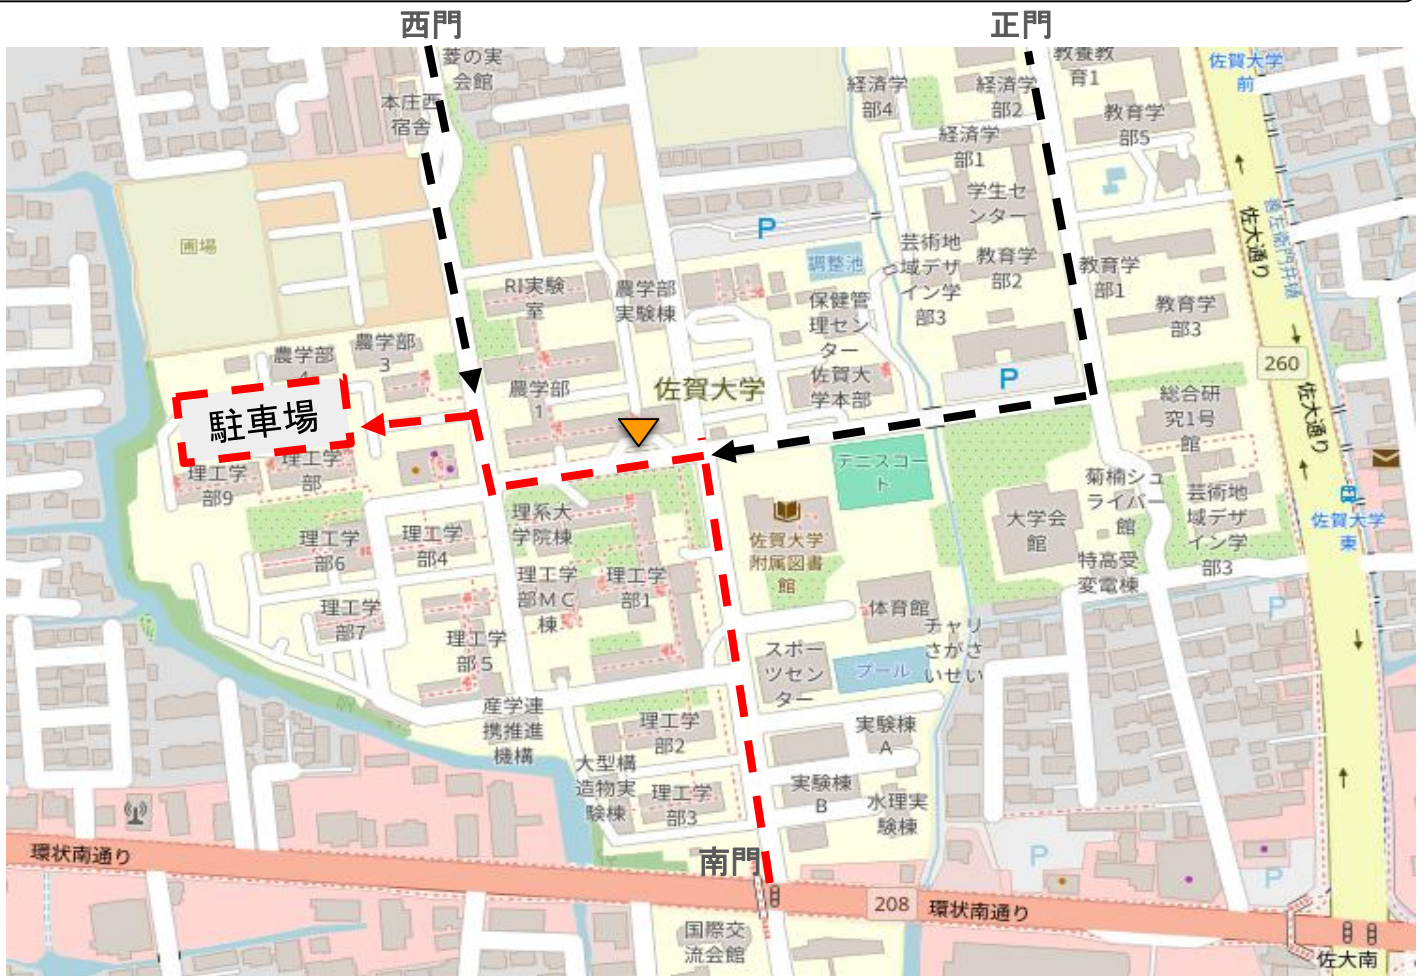 西門
正門
菱の実
会館
本庄西
宿舎
経済学
部4
経済学
部2
教養教
育1
教育学
部5
佐賀大学
前
経済学
部1
学生セ
ンター
P
圃場
調整池
芸術地
域デザ
イン学
部3
教育学
部2
教育学
部1
教育学
部3
佐大通り
RI実験
室
農学部
実験棟
保健管
理セン
ター
佐賀大
学本部
農学部
4
農学部
3
農学部
1
佐賀大学
P
260
総合研
究1号
館
佐大通り
駐車場
理工学
部9
理工学
部
テニスコー
ト
菊楠シュ
ライバー
館
芸術地
域デザ
イン学
部3
佐賀大学
東
理系大
学院棟
佐賀大学
附属図書
館
大学会
館
特高受
変電棟
理工学
部6
理工学
部4
理工学
部MC
棟
理工学
部1
理工学
部7
理工学
部5
体育館
チャリ
さがさ
いせい
P
スポー
ツセン
ター
プール
産学連
携推進
機構
理工学
部2
実験棟
A
大型構
造物実
験棟
理工学
部3
実験棟
B
水理実
験棟
環状南通り
南門
208
環状南通り
P
P
国際交
流会館
佐大南